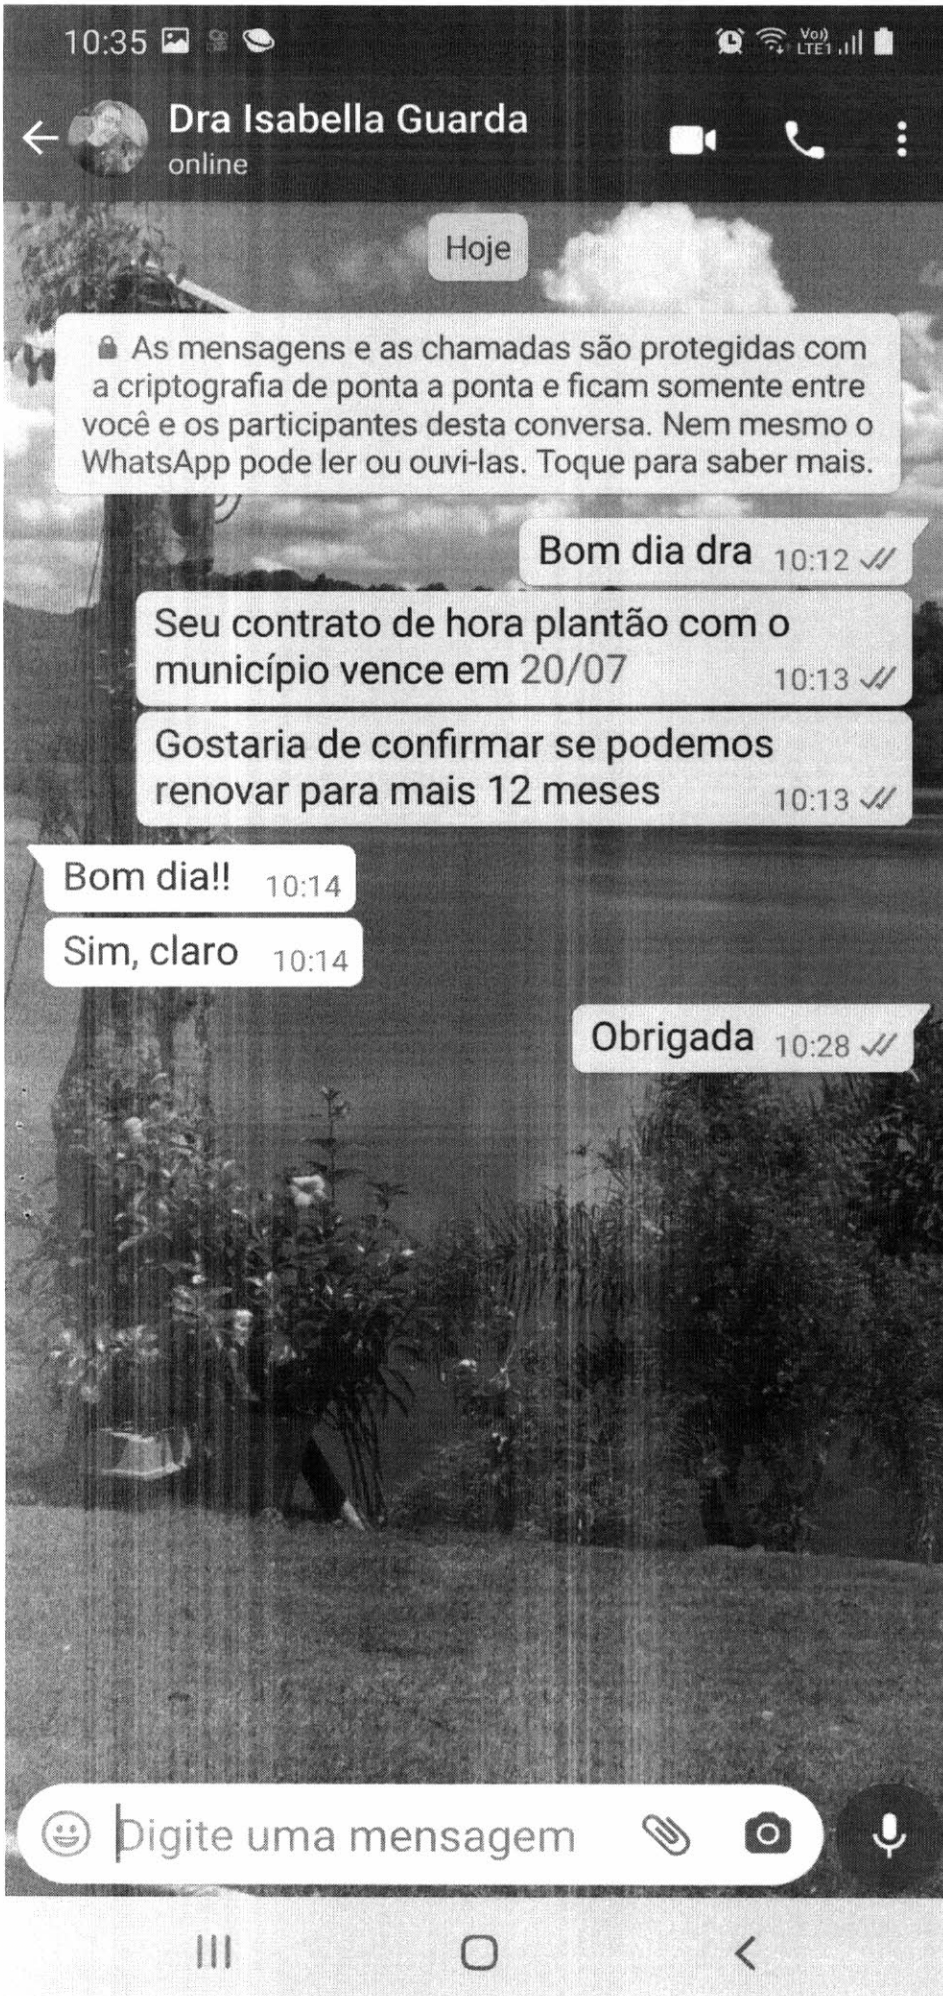 10:35
Vo)) LTE1
Dra Isabella Guarda
online
Hoje
As mensagens e as chamadas são protegidas com
a criptografia de ponta a ponta e ficam somente entre
você e os participantes desta conversa. Nem mesmo o
WhatsApp pode ler ou ouvi-las. Toque para saber mais.
Bom dia dra 10:12
Seu contrato de hora plantão com o
município vence em 20/07 10:13
Gostaria de confirmar se podemos
renovar para mais 12 meses 10:13
Bom dia!! 10:14
Sim, claro 10:14
Obrigada 10:28
Digite uma mensagem